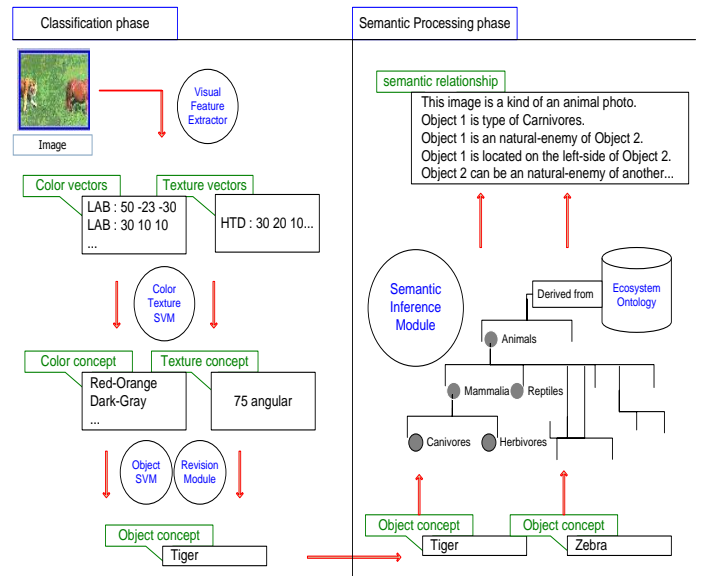 Classification phase
Visual
Feature
Extractor
Image
Color vectors
LAB : 50 -23 -30
LAB : 30 10 10
...
Texture vectors
HTD : 30 20 10...
Color
Texture
SVM
Color concept
Red-Orange
Dark-Gray
...
Texture concept
75 angular
Object
SVM
Revision
Module
Object concept
Tiger
Semantic Processing phase
semantic relationship
This image is a kind of an animal photo.
Object 1 is type of Carnivores.
Object 1 is an natural-enemy of Object 2.
Object 1 is located on the left-side of Object 2.
Object 2 can be an natural-enemy of another...
Semantic
Inference
Module
Derived from
Ecosystem
Ontology
Animals
Mammalia
Reptiles
Canivores
Herbivores
Object concept
Tiger
Object concept
Zebra